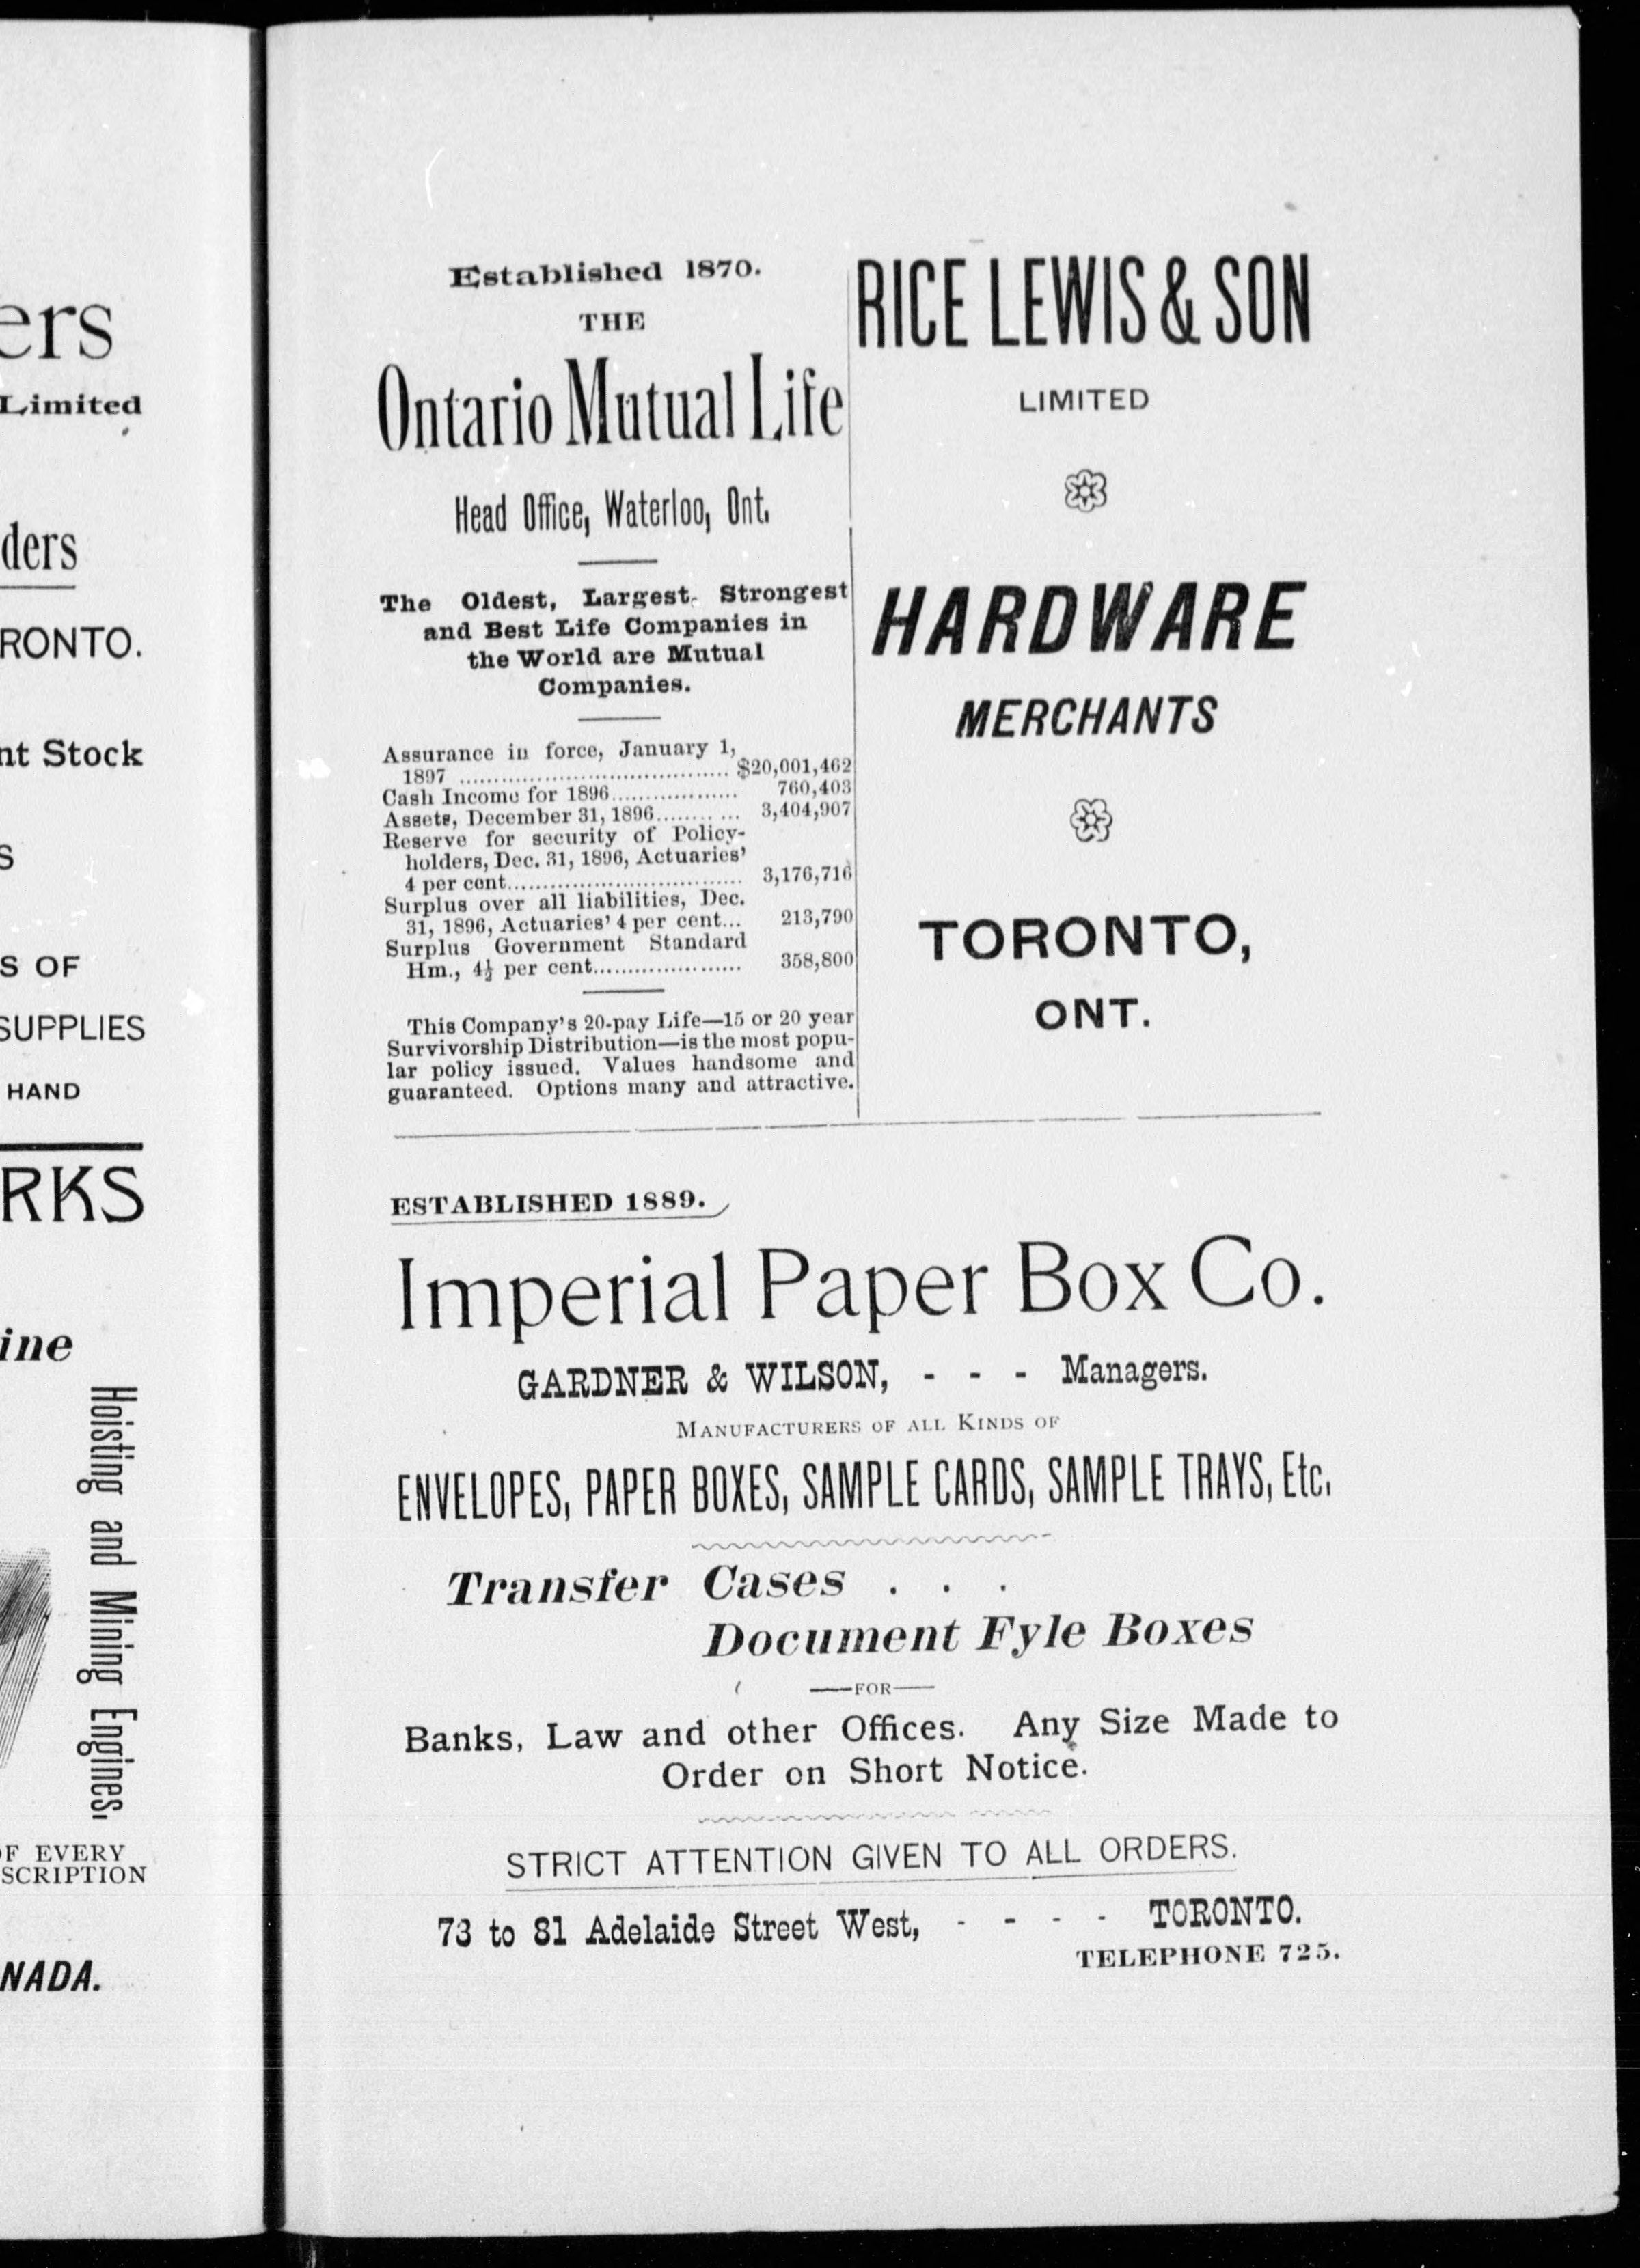 ers
Limited
ders
RONTO.
nt Stock
S
S OF
SUPPLIES
HAND
RKS
ine
Hoisting and Mining Engines.
OF EVERY
SCRIPTION
NADA.
Established 1870.
THE
Ontario Mutual Life
Head Office, Waterloo, Ont.
The Oldest, Largest, Strongest
and Best Life Companies in
the World are Mutual
Companies.
Assurance in force, January 1,
1897 .................................... $20,001,462
Cash Income for 1896.................. 760,403
Assets, December 31, 1896........ ... 3,404,907
Reserve for security of Policy-
holders, Dec. 31, 1896, Actuaries'
4 per cent................................. 3,176,716
Surplus over all liabilities, Dec.
31, 1896, Actuaries' 4 per cent... 213,790
Surplus Government Standard
Hm., 4½ per cent...................... 358,800
This Company's 20-pay Life—15 or 20 year
Survivorship Distribution—is the most popu-
lar policy issued. Values handsome and
guaranteed. Options many and attractive.
RICE LEWIS & SON
LIMITED
HARDWARE
MERCHANTS
TORONTO,
ONT.
ESTABLISHED 1889.
Imperial Paper Box Co.
GARDNER & WILSON, - - - Managers.
MANUFACTURERS OF ALL KINDS OF
ENVELOPES, PAPER BOXES, SAMPLE CARDS, SAMPLE TRAYS, Etc.
Transfer Cases . . .
Document Fyle Boxes
—FOR—
Banks, Law and other Offices. Any Size Made to
Order on Short Notice.
STRICT ATTENTION GIVEN TO ALL ORDERS.
73 to 81 Adelaide Street West, - - - - TORONTO.
TELEPHONE 725.